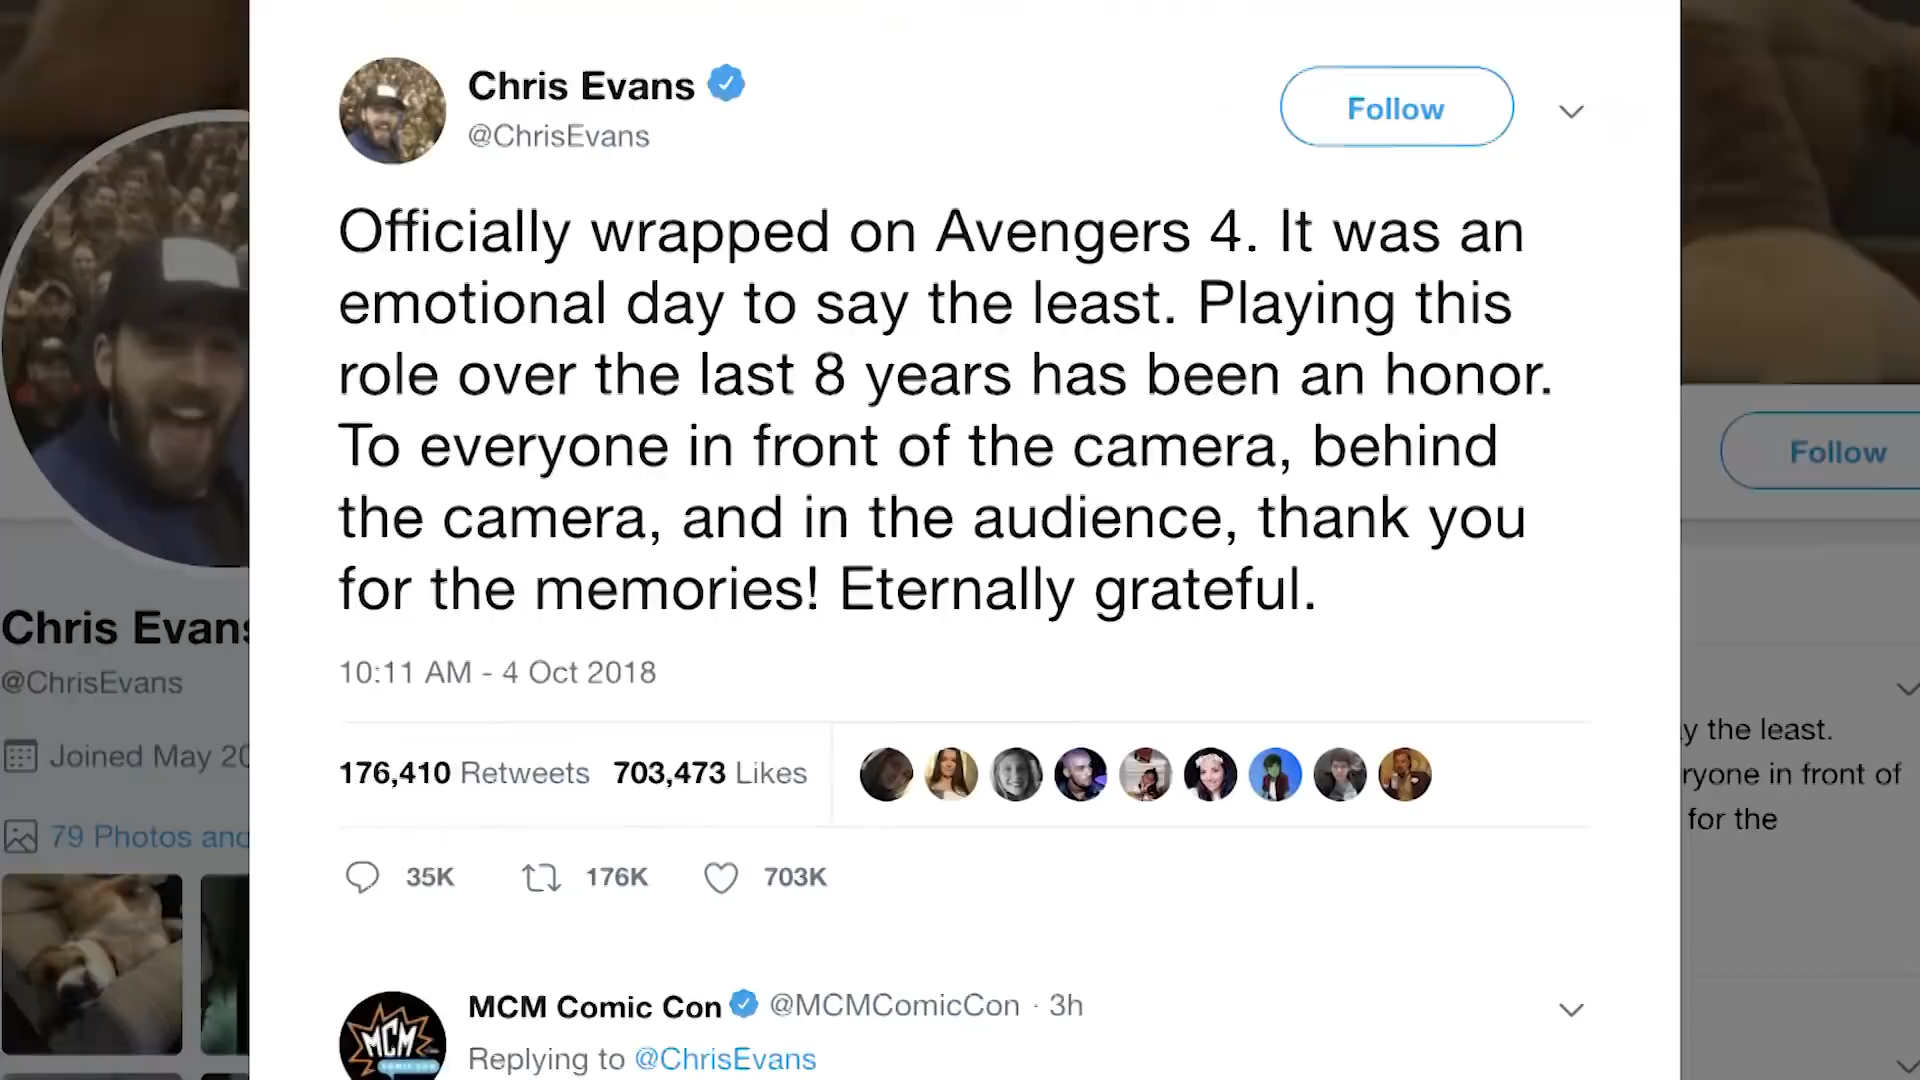 Chris Evans
@ChrisEvans
Follow
Officially wrapped on Avengers 4. It was an
emotional day to say the least. Playing this
role over the last 8 years has been an honor.
To everyone in front of the camera, behind
the camera, and in the audience, thank you
for the memories! Eternally grateful.
10:11 AM - 4 Oct 2018
176,410 Retweets 703,473 Likes
35K 176K 703K
MCM Comic Con @MCMComicCon · 3h
Replying to @ChrisEvans
MCM
COMIC CON
Chris Evans
@ChrisEvans
Joined May 20
79 Photos and
Follow
y the least.
ryone in front of
for the